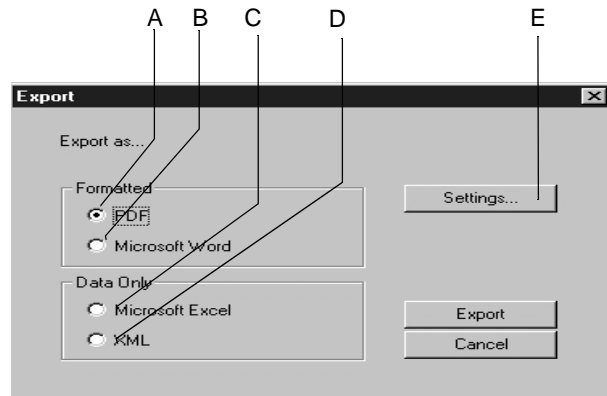 A B C D E
Export
Export as...
Formatted
PDF
Microsoft Word
Settings...
Data Only
Microsoft Excel
XML
Export
Cancel